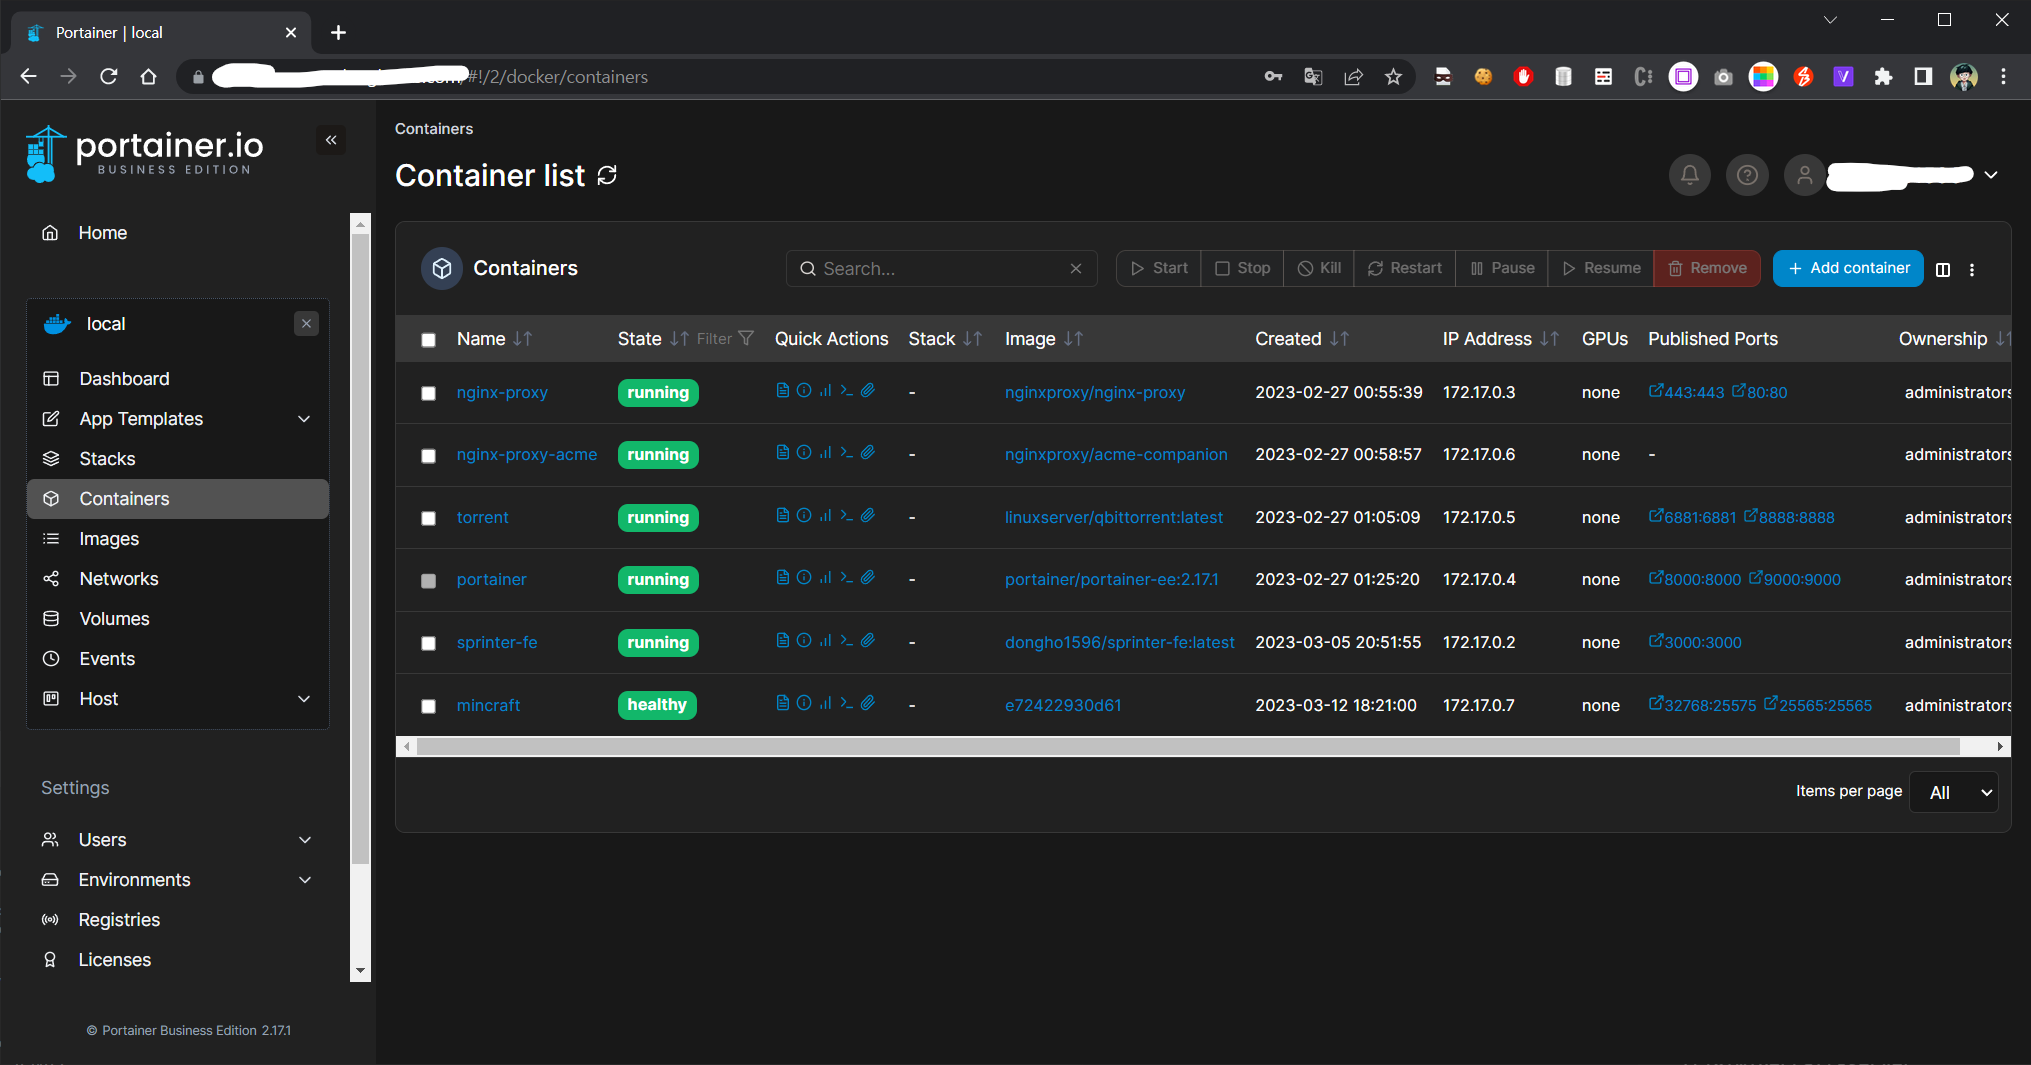 Portainer | local
#!/2/docker/containers
portainer.io
BUSINESS EDITION
Home
local
Dashboard
App Templates
Stacks
Containers
Images
Networks
Volumes
Events
Host
Settings
Users
Environments
Registries
Licenses
© Portainer Business Edition 2.17.1
Containers
Container list
Containers
Search...
Start Stop Kill Restart Pause Resume Remove + Add container
Name State Filter Quick Actions Stack Image Created IP Address GPUs Published Ports Ownership
nginx-proxy running - nginxproxy/nginx-proxy 2023-02-27 00:55:39 172.17.0.3 none 443:443 80:80 administrators
nginx-proxy-acme running - nginxproxy/acme-companion 2023-02-27 00:58:57 172.17.0.6 none - administrators
torrent running - linuxserver/qbittorrent:latest 2023-02-27 01:05:09 172.17.0.5 none 6881:6881 8888:8888 administrators
portainer running - portainer/portainer-ee:2.17.1 2023-02-27 01:25:20 172.17.0.4 none 8000:8000 9000:9000 administrators
sprinter-fe running - dongho1596/sprinter-fe:latest 2023-03-05 20:51:55 172.17.0.2 none 3000:3000 administrators
mincraft healthy - e72422930d61 2023-03-12 18:21:00 172.17.0.7 none 32768:25575 25565:25565 administrators
Items per page All